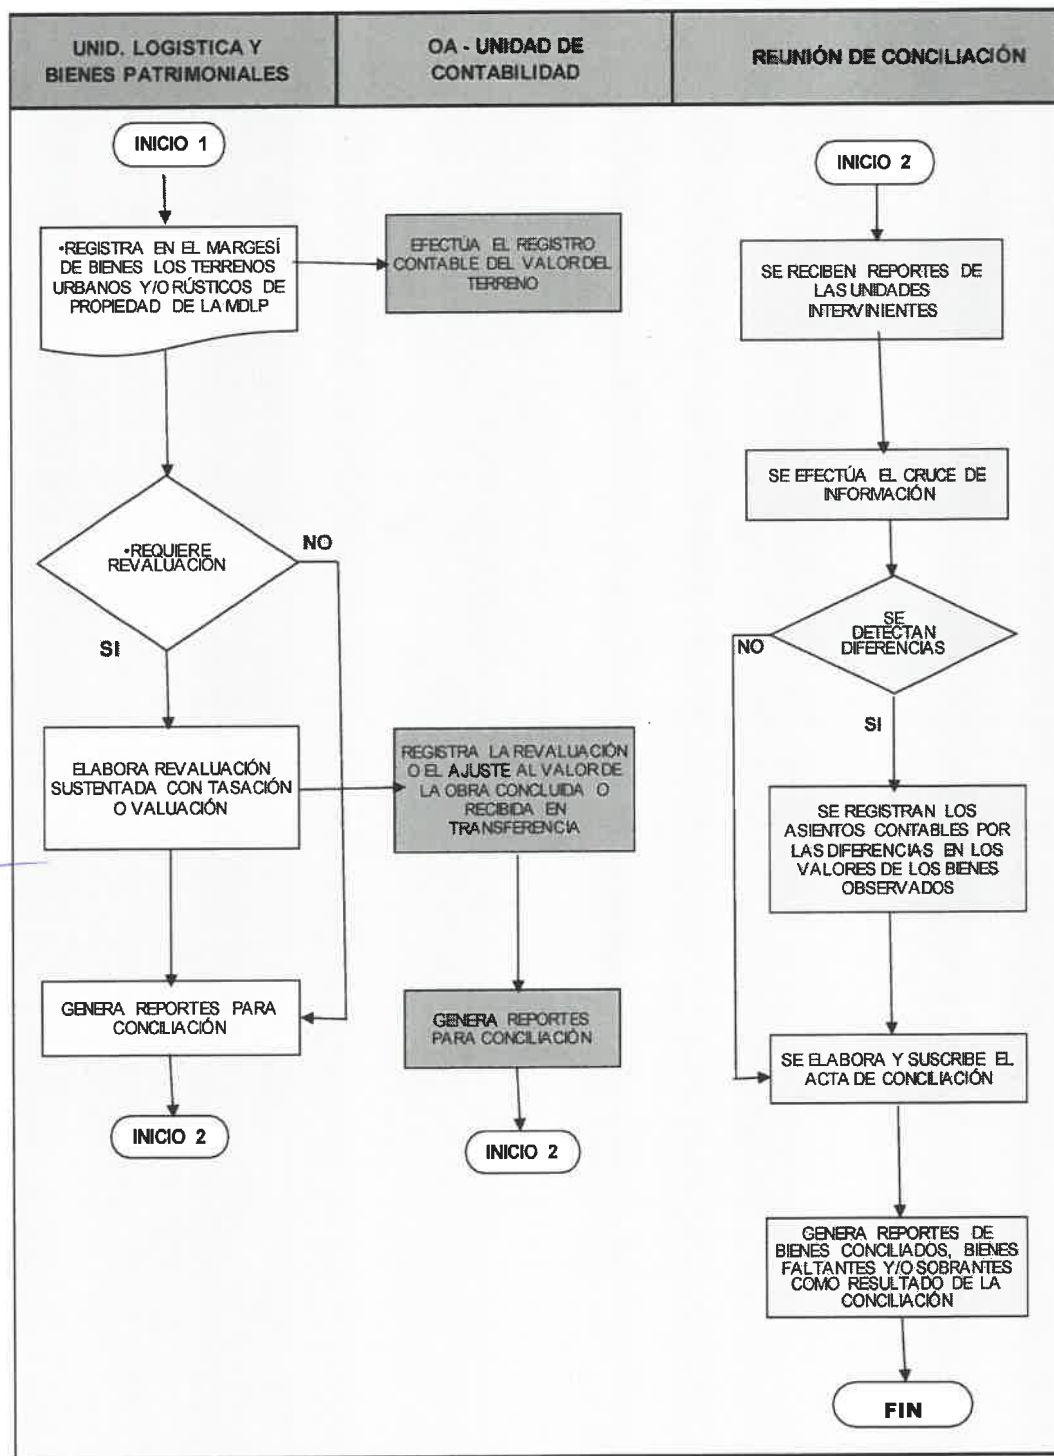 UNID. LOGISTICA Y
BIENES PATRIMONIALES
OA - UNIDAD DE
CONTABILIDAD
REUNIÓN DE CONCILIACIÓN
INICIO 1
•REGISTRA EN EL MARGESÍ
DE BIENES LOS TERRENOS
URBANOS Y/O RÚSTICOS DE
PROPIEDAD DE LA MDLP
•REQUIERE
REVALUACIÓN
NO
SI
ELABORA REVALUACIÓN
SUSTENTADA CON TASACIÓN
O VALUACIÓN
GENERA REPORTES PARA
CONCILIACIÓN
INICIO 2
EFECTÚA EL REGISTRO
CONTABLE DEL VALOR DEL
TERRENO
REGISTRA LA REVALUACIÓN
O EL AJUSTE AL VALOR DE
LA OBRA CONCLUIDA O
RECIBIDA EN
TRANSFERENCIA
GENERA REPORTES
PARA CONCILIACIÓN
INICIO 2
INICIO 2
SE RECIBEN REPORTES DE
LAS UNIDADES
INTERVINIENTES
SE EFECTÚA EL CRUCE DE
INFORMACIÓN
SE
DETECTAN
DIFERENCIAS
NO
SI
SE REGISTRAN LOS
ASIENTOS CONTABLES POR
LAS DIFERENCIAS EN LOS
VALORES DE LOS BIENES
OBSERVADOS
SE ELABORA Y SUSCRIBE EL
ACTA DE CONCILIACIÓN
GENERA REPORTES DE
BIENES CONCILIADOS, BIENES
FALTANTES Y/O SOBRANTES
COMO RESULTADO DE LA
CONCILIACIÓN
FIN